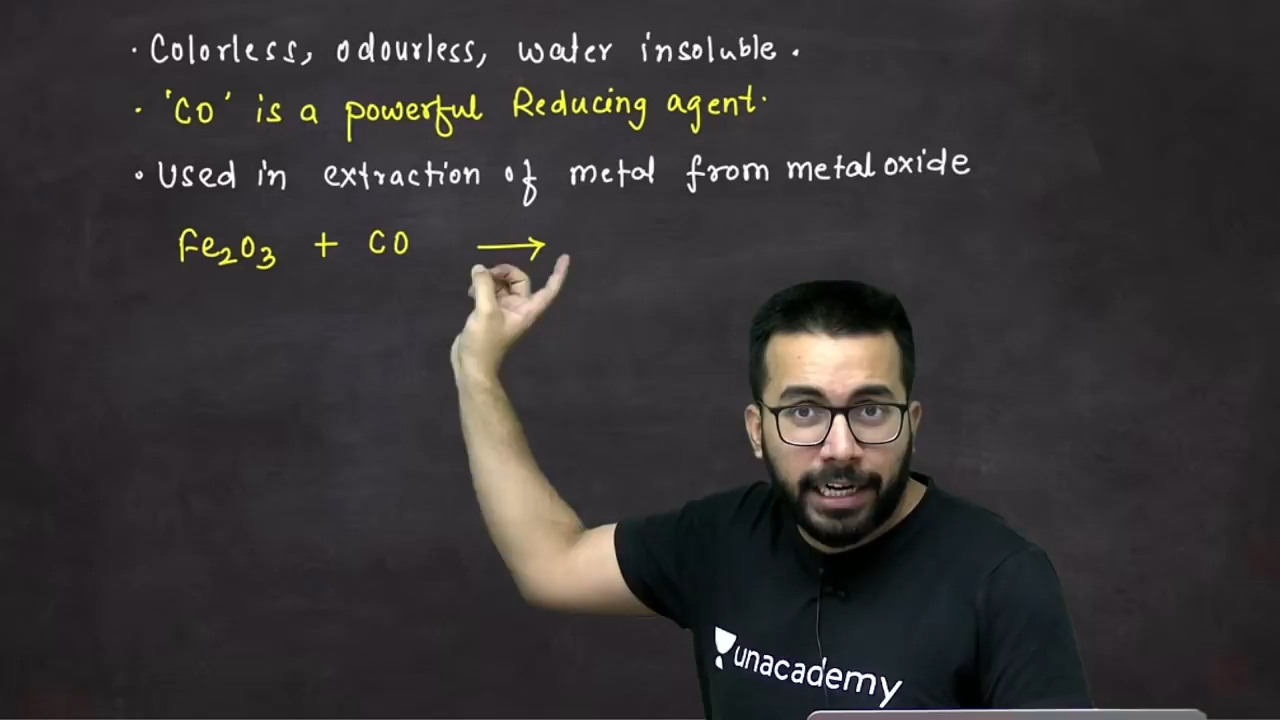 · Colorless, odourless, water insoluble.
· 'CO' is a powerful Reducing agent.
· Used in extraction of metal from metal oxide
Fe₂O₃ + CO ⟶
unacademy